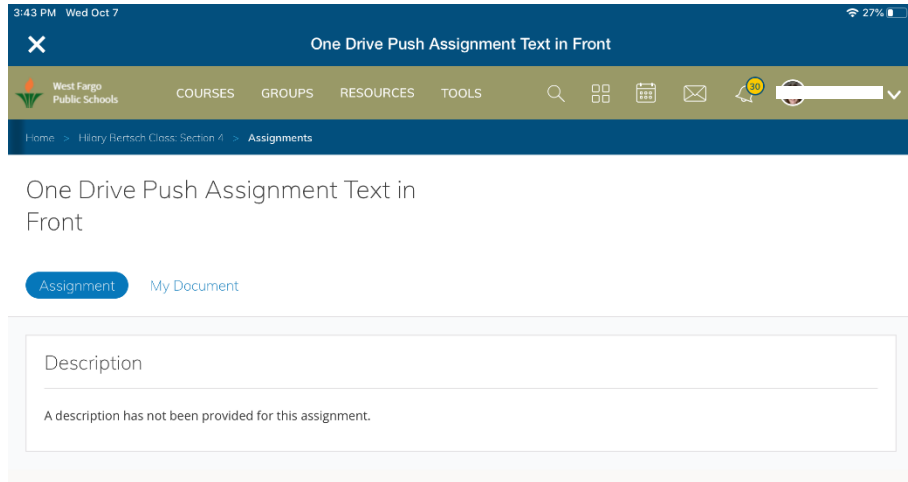 3:43 PM Wed Oct 7
27%
One Drive Push Assignment Text in Front
West Fargo
Public Schools
COURSES GROUPS RESOURCES TOOLS
30
Home > Hilary Bertsch Class: Section 4 > Assignments
One Drive Push Assignment Text in
Front
Assignment My Document
Description
A description has not been provided for this assignment.